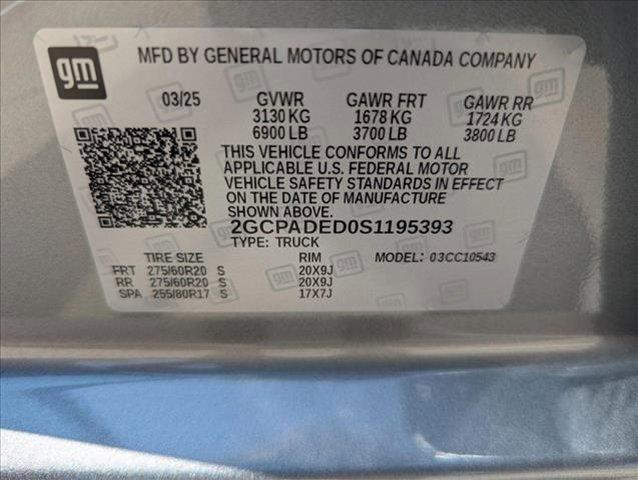 gm
MFD BY GENERAL MOTORS OF CANADA COMPANY
03/25 GVWR GAWR FRT GAWR RR
3130 KG 1678 KG 1724 KG
6900 LB 3700 LB 3800 LB
THIS VEHICLE CONFORMS TO ALL
APPLICABLE U.S. FEDERAL MOTOR
VEHICLE SAFETY STANDARDS IN EFFECT
ON THE DATE OF MANUFACTURE
SHOWN ABOVE.
2GCPADED0S1195393
TYPE: TRUCK
TIRE SIZE RIM MODEL: 03CC10543
FRT 275/60R20 S 20X9J
RR 275/60R20 S 20X9J
SPA 255/80R17 S 17X7J